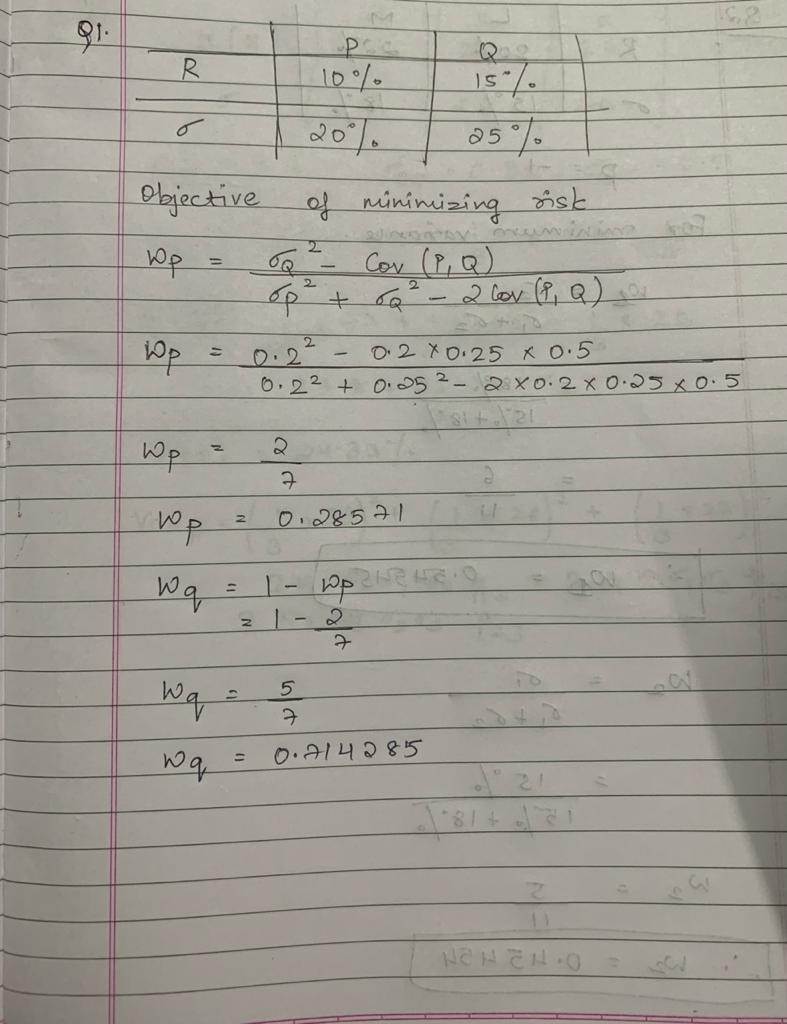 Q1.
P Q
R 10% 15%
σ 20% 25%
Objective of minimizing risk
Wp = σQ² - Cov (P, Q) / σp² + σQ² - 2 Cov (P, Q)
Wp = 0.2² - 0.2 × 0.25 × 0.5 / 0.2² + 0.25² - 2 × 0.2 × 0.25 × 0.5
Wp = 2/7
Wp = 0.28571
Wq = 1 - Wp
= 1 - 2/7
Wq = 5/7
Wq = 0.714285